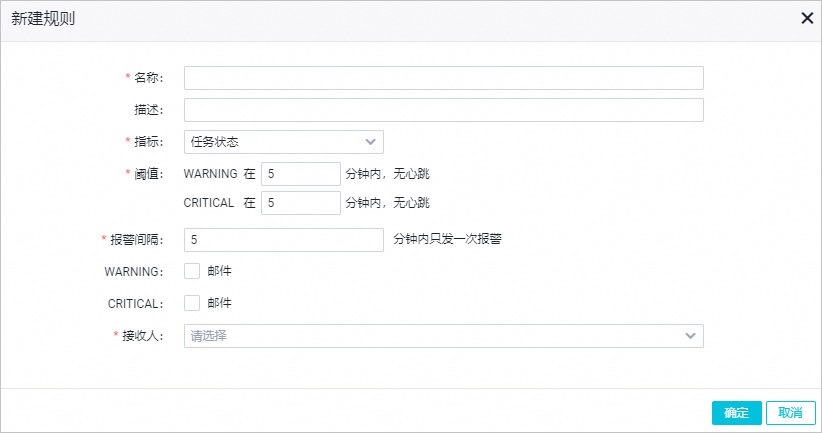 新建规则
* 名称：
描述：
* 指标： 任务状态
* 阈值： WARNING 在 5 分钟内，无心跳
CRITICAL 在 5 分钟内，无心跳
* 报警间隔： 5 分钟内只发一次报警
WARNING： 邮件
CRITICAL： 邮件
* 接收人： 请选择
确定 取消